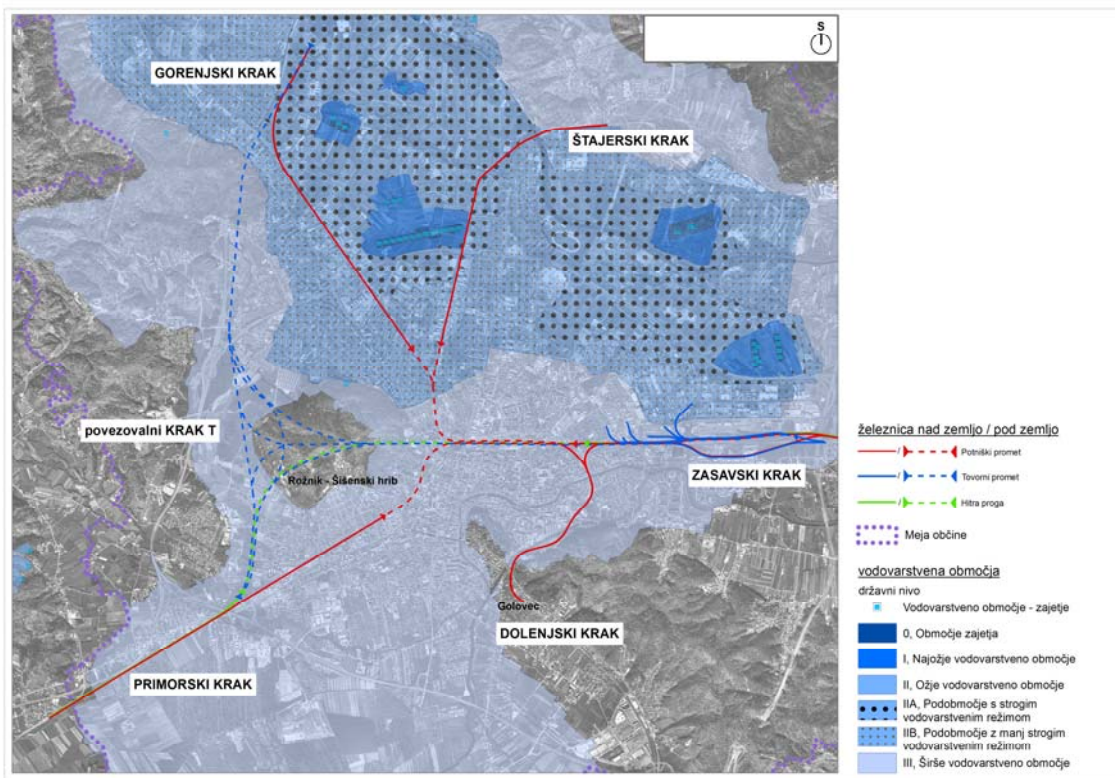 S
GORENJSKI KRAK
ŠTAJERSKI KRAK
povezovalni KRAK T
Rožnik - Šišenski hrib
ZASAVSKI KRAK
Golovec
DOLENJSKI KRAK
PRIMORSKI KRAK
železnica nad zemljo / pod zemljo
/ Potniški promet
/ Tovorni promet
/ Hitra proga
Meja občine
vodovarstvena območja
državni nivo
Vodovarstveno območje - zajetje
0, Območje zajetja
I, Najožje vodovarstveno območje
II, Ožje vodovarstveno območje
IIA, Podobmočje s strogim
vodovarstvenim režimom
IIB, Podobmočje z manj strogim
vodovarstvenim režimom
III, Širše vodovarstveno območje